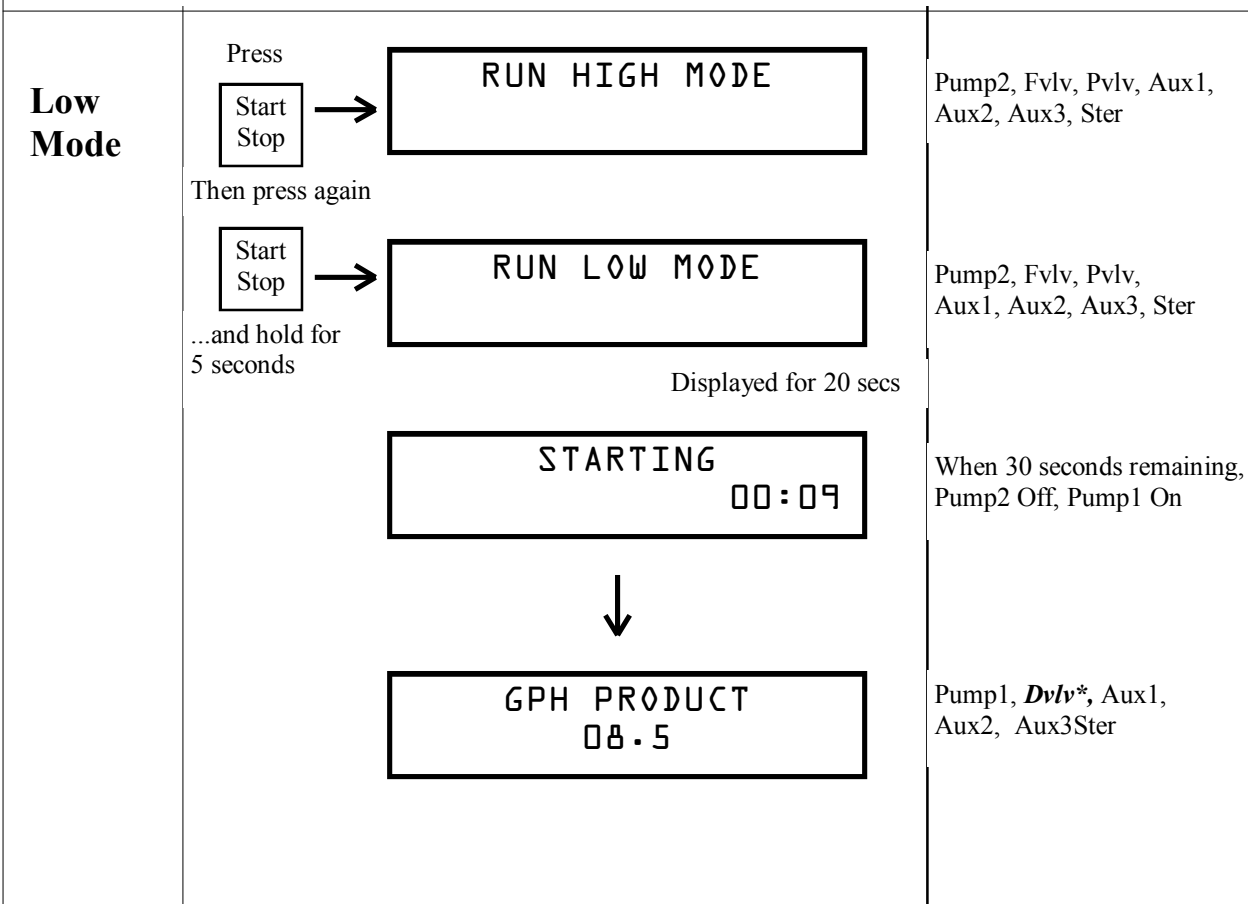 Low
Mode
Press
Start
Stop
RUN HIGH MODE
Pump2, Fvlv, Pvlv, Aux1,
Aux2, Aux3, Ster
Then press again
Start
Stop
RUN LOW MODE
Pump2, Fvlv, Pvlv,
Aux1, Aux2, Aux3, Ster
...and hold for
5 seconds
Displayed for 20 secs
STARTING
00:09
When 30 seconds remaining,
Pump2 Off, Pump1 On
GPH PRODUCT
08.5
Pump1, Dvlv*, Aux1,
Aux2, Aux3Ster